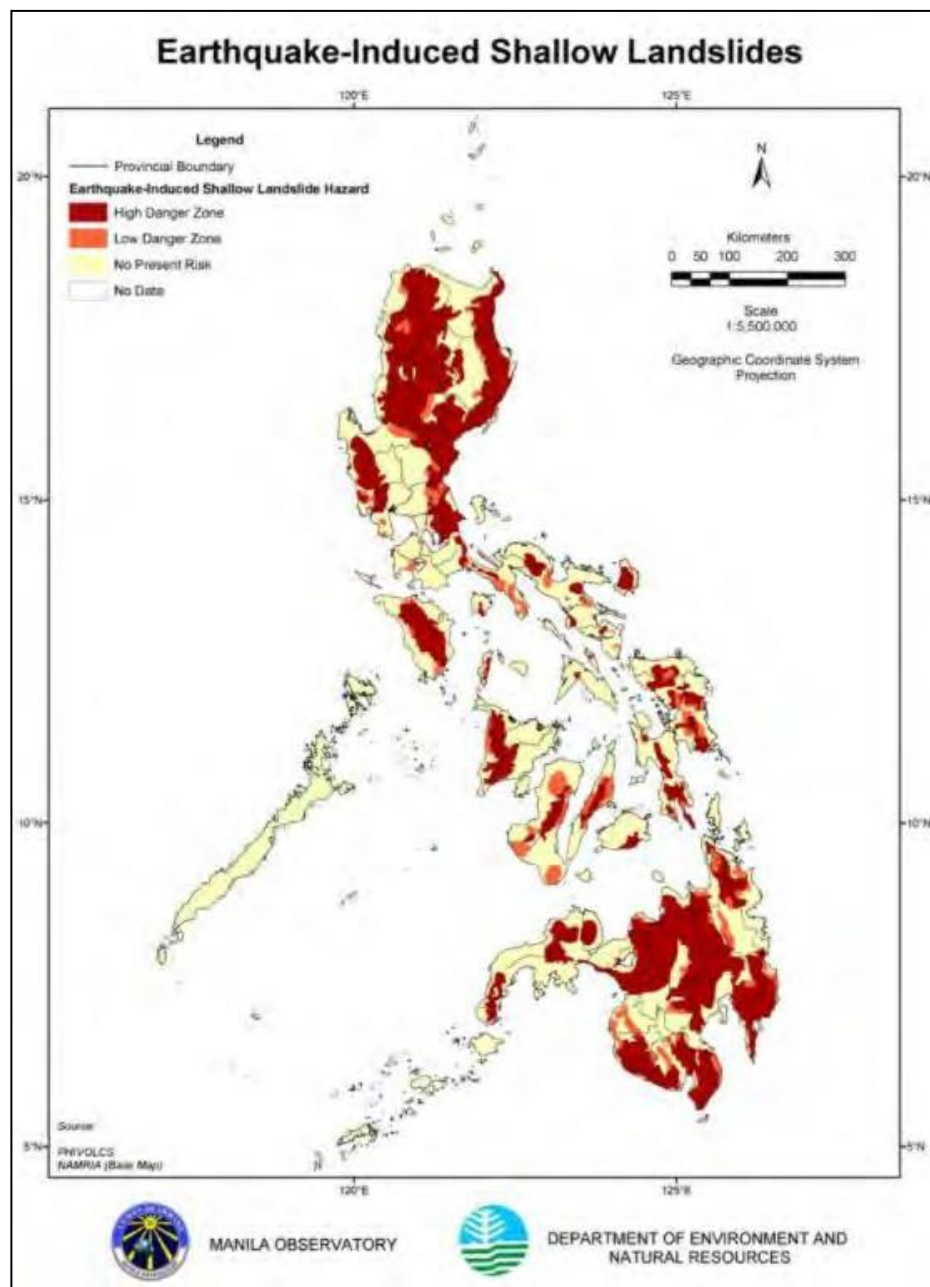 Earthquake-Induced Shallow Landslides
120°E
125°E
20°N
20°N
Legend
Provincial Boundary
Earthquake-Induced Shallow Landslide Hazard
High Danger Zone
Low Danger Zone
No Present Risk
No Data
N
Kilometers
0 50 100 200 300
Scale
1:5,500,000
Geographic Coordinate System
Projection
15°N
15°N
10°N
10°N
Source:
PHIVOLCS
NAMRIA (Base Map)
5°N
5°N
120°E
125°E
MANILA OBSERVATORY
DEPARTMENT OF ENVIRONMENT AND
NATURAL RESOURCES